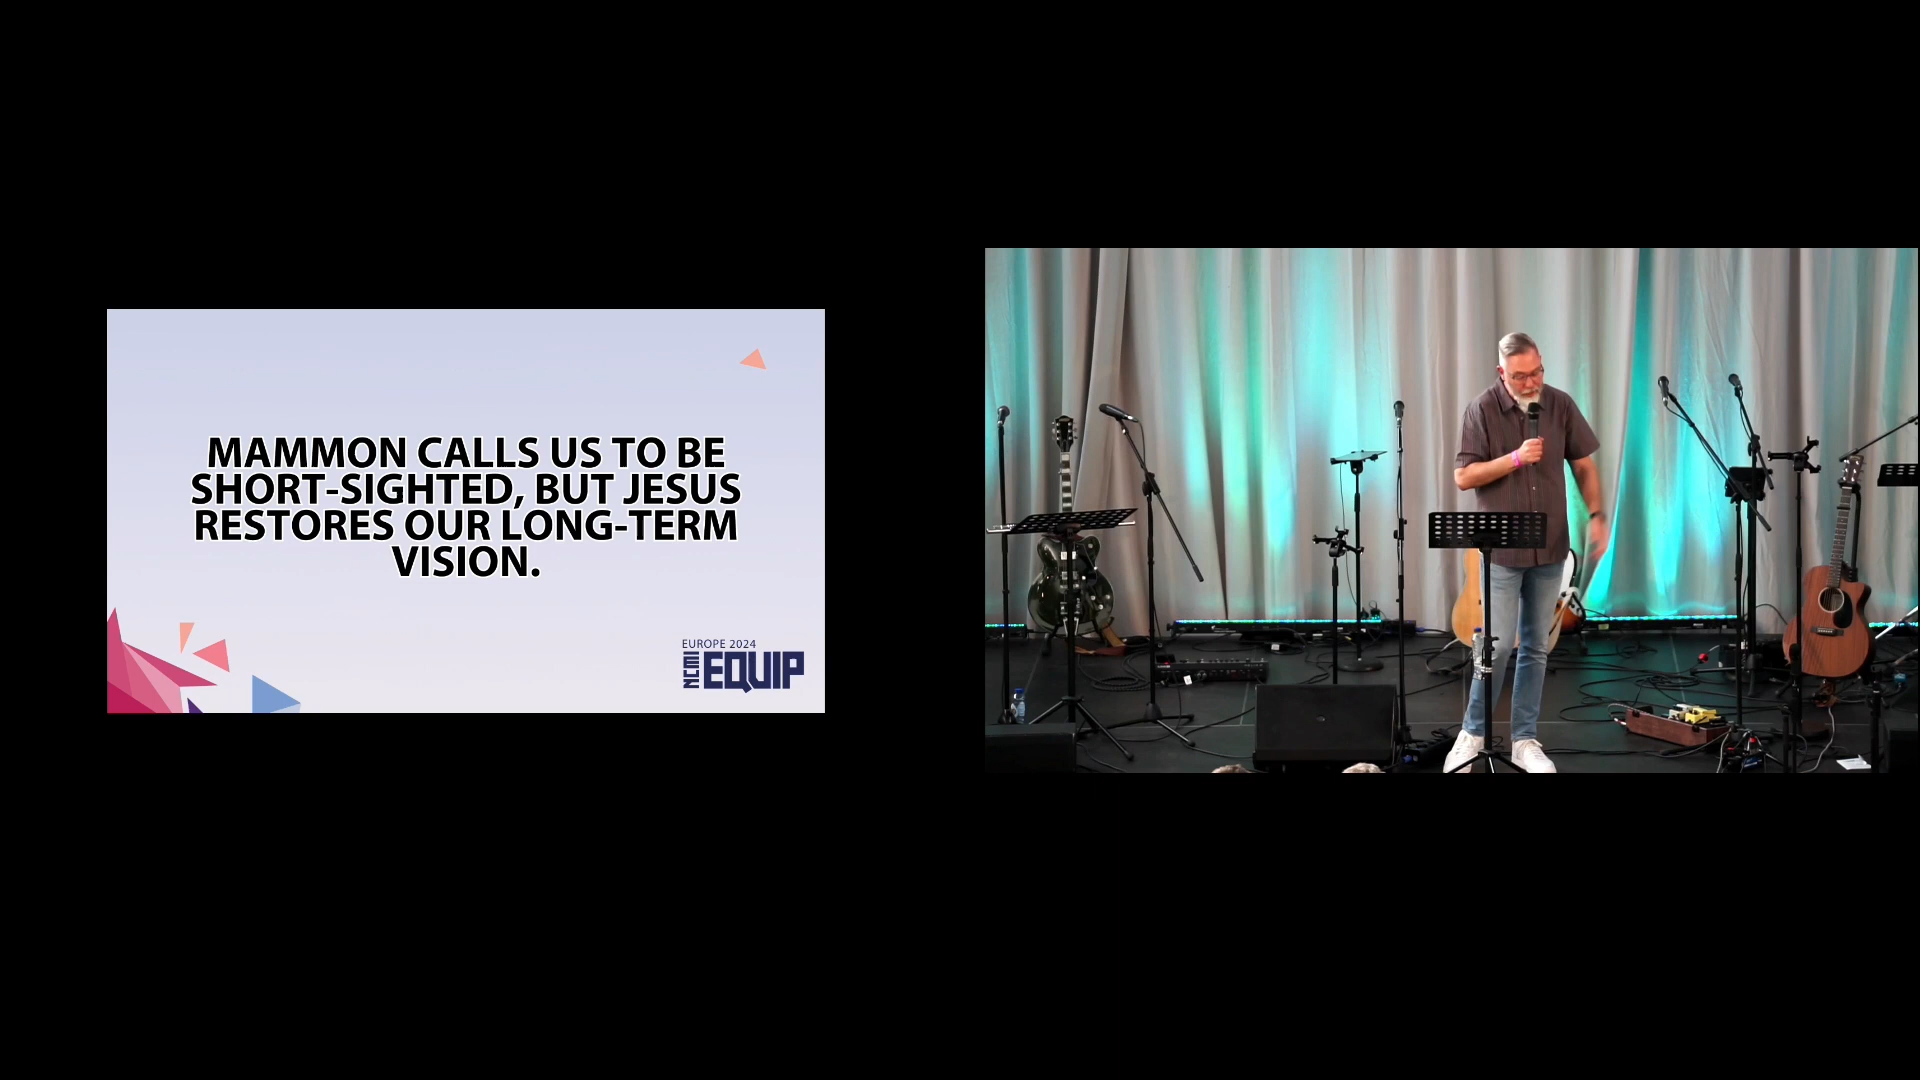 MAMMON CALLS US TO BE
SHORT-SIGHTED, BUT JESUS
RESTORES OUR LONG-TERM
VISION.
EUROPE 2024
NCMI EQUIP